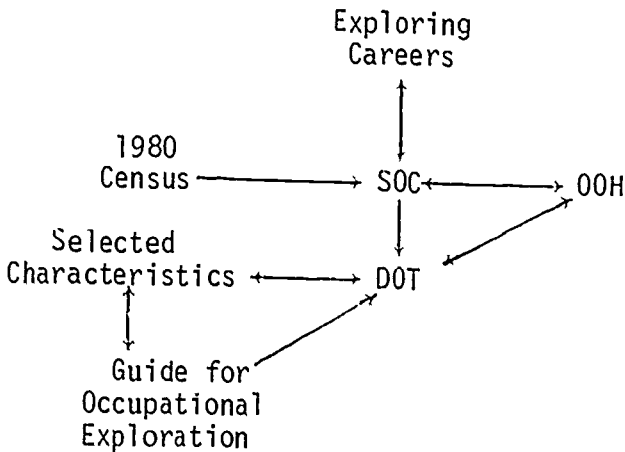 Exploring
Careers
1980
Census
SOC
OOH
Selected
Characteristics
DOT
Guide for
Occupational
Exploration